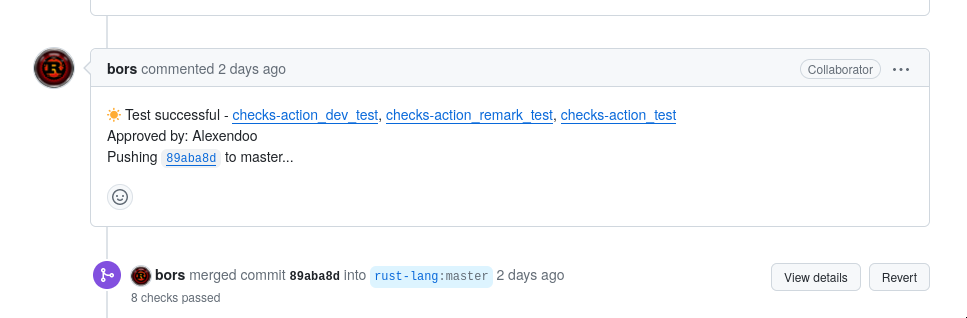 bors commented 2 days ago Collaborator ...
Test successful - checks-action_dev_test, checks-action_remark_test, checks-action_test
Approved by: Alexendoo
Pushing 89aba8d to master...
bors merged commit 89aba8d into rust-lang:master 2 days ago View details Revert
8 checks passed